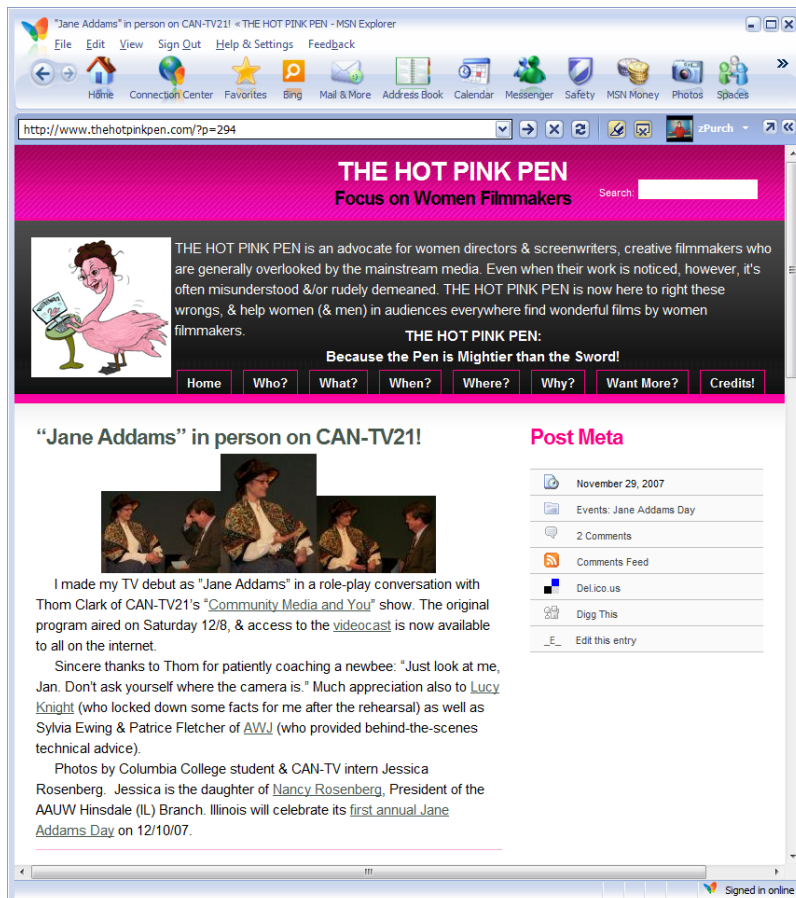 "Jane Addams" in person on CAN-TV21! « THE HOT PINK PEN - MSN Explorer
File Edit View Sign Out Help & Settings Feedback
Home Connection Center Favorites Bing Mail & More Address Book Calendar Messenger Safety MSN Money Photos Spaces
http://www.thehotpinkpen.com/?p=294 zPurch
THE HOT PINK PEN
Focus on Women Filmmakers
Search:
THE HOT PINK PEN is an advocate for women directors & screenwriters, creative filmmakers who
are generally overlooked by the mainstream media. Even when their work is noticed, however, it's
often misunderstood &/or rudely demeaned. THE HOT PINK PEN is now here to right these
wrongs, & help women (& men) in audiences everywhere find wonderful films by women
filmmakers.
THE HOT PINK PEN:
Because the Pen is Mightier than the Sword!
Home Who? What? When? Where? Why? Want More? Credits!
“Jane Addams” in person on CAN-TV21!
I made my TV debut as ”Jane Addams” in a role-play conversation with
Thom Clark of CAN-TV21’s “Community Media and You” show. The original
program aired on Saturday 12/8, & access to the videocast is now available
to all on the internet.
Sincere thanks to Thom for patiently coaching a newbee: “Just look at me,
Jan. Don’t ask yourself where the camera is.” Much appreciation also to Lucy
Knight (who locked down some facts for me after the rehearsal) as well as
Sylvia Ewing & Patrice Fletcher of AWJ (who provided behind-the-scenes
technical advice).
Photos by Columbia College student & CAN-TV intern Jessica
Rosenberg.  Jessica is the daughter of Nancy Rosenberg, President of the
AAUW Hinsdale (IL) Branch. Illinois will celebrate its first annual Jane
Addams Day on 12/10/07.
Post Meta
November 29, 2007
Events: Jane Addams Day
2 Comments
Comments Feed
Del.ico.us
Digg This
_E_ Edit this entry
Signed in online